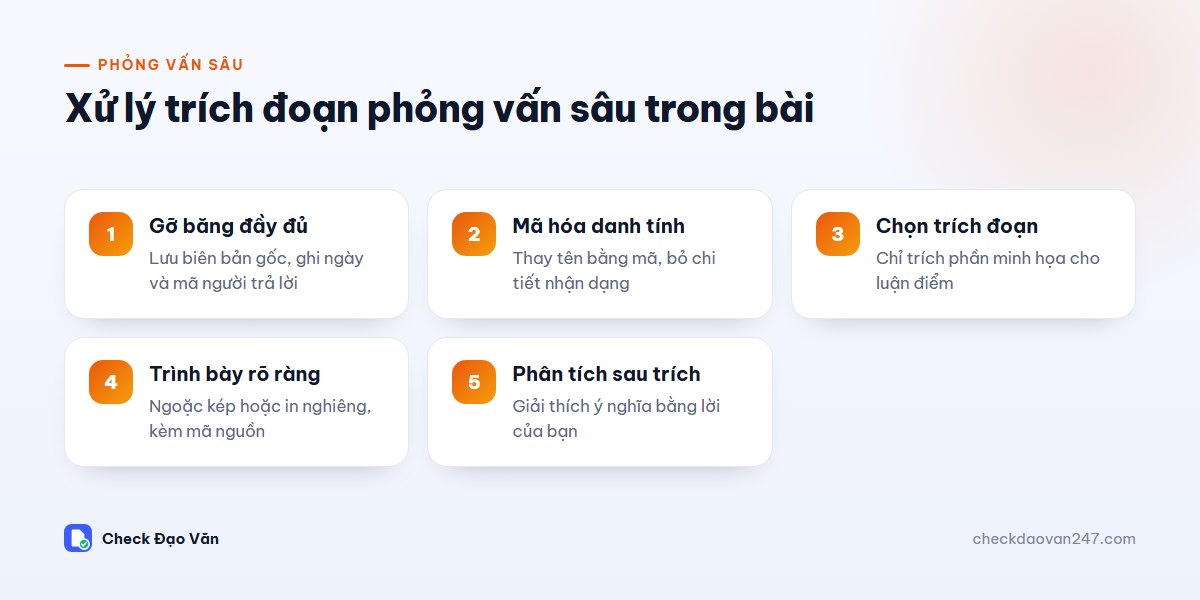 PHỎNG VẤN SÂU
Xử lý trích đoạn phỏng vấn sâu trong bài
1
Gỡ băng đầy đủ
Lưu biên bản gốc, ghi ngày
và mã người trả lời
2
Mã hóa danh tính
Thay tên bằng mã, bỏ chi
tiết nhận dạng
3
Chọn trích đoạn
Chỉ trích phần minh họa cho
luận điểm
4
Trình bày rõ ràng
Ngoặc kép hoặc in nghiêng,
kèm mã nguồn
5
Phân tích sau trích
Giải thích ý nghĩa bằng lời
của bạn
Check Đạo Văn
checkdaovan247.com